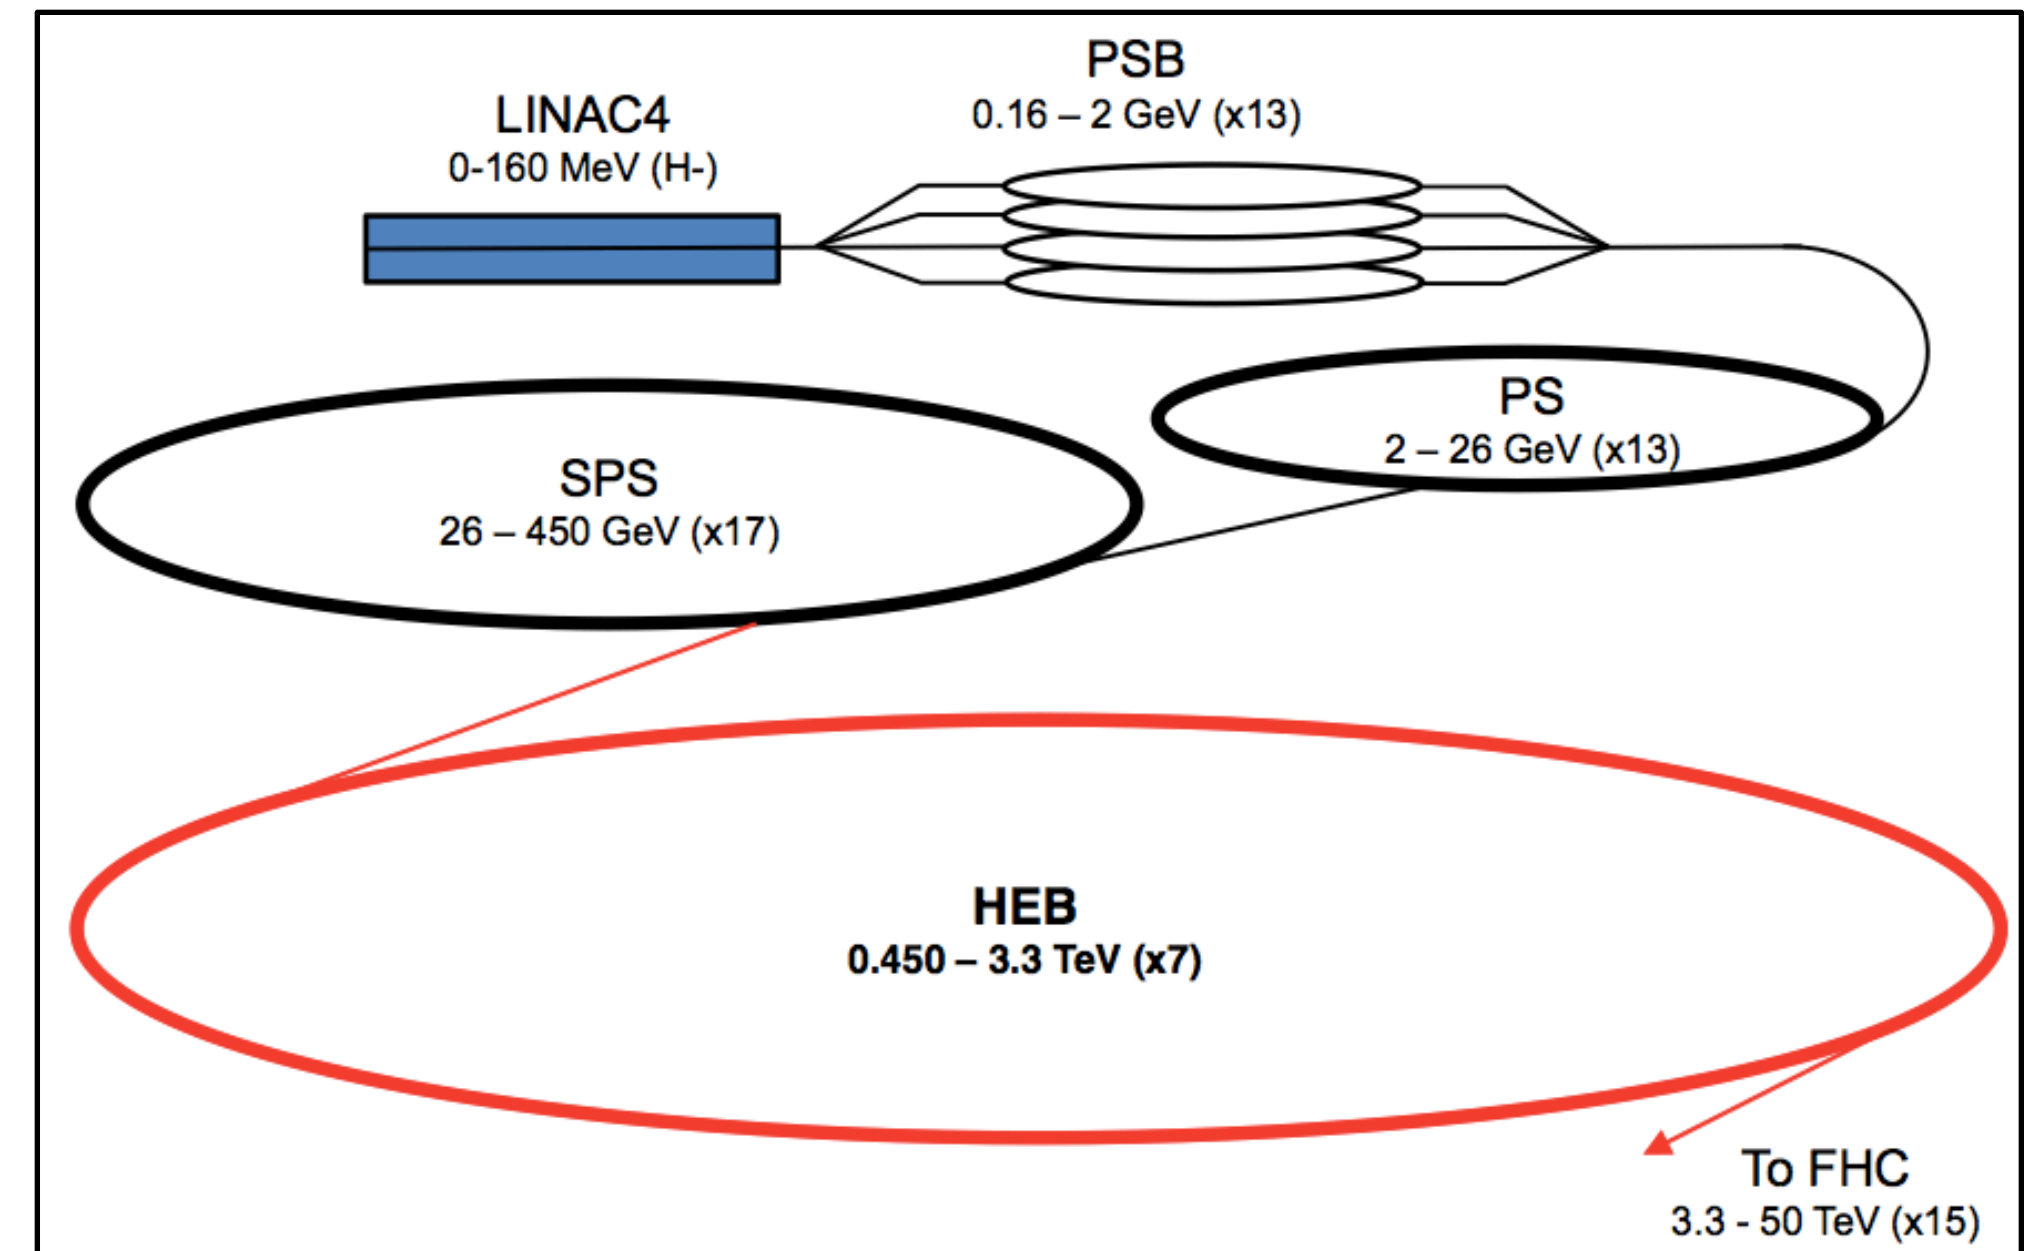 LINAC4
0-160 MeV (H-)
PSB
0.16 – 2 GeV (x13)
PS
2 – 26 GeV (x13)
SPS
26 – 450 GeV (x17)
HEB
0.450 – 3.3 TeV (x7)
To FHC
3.3 - 50 TeV (x15)